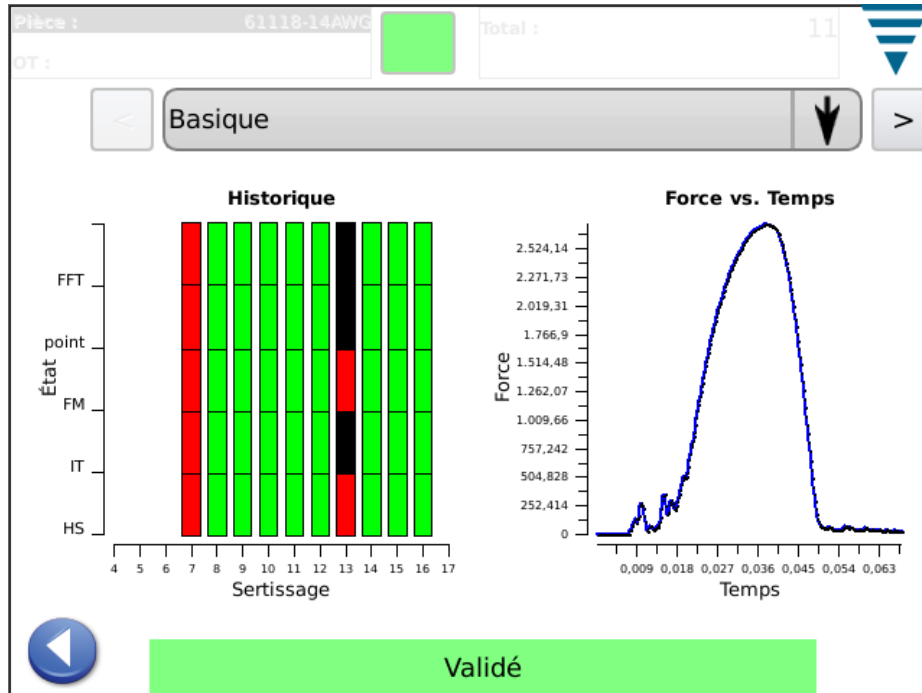 Pièce : 61118-14AWG
Total : 11
OT :
<
Basique
>
Historique
État
FFT
point
FM
IT
HS
4 5 6 7 8 9 10 11 12 13 14 15 16 17
Sertissage
Force vs. Temps
Force
2.524,14
2.271,73
2.019,31
1.766,9
1.514,48
1.262,07
1.009,66
757,242
504,828
252,414
0
0,009 0,018 0,027 0,036 0,045 0,054 0,063
Temps
Validé